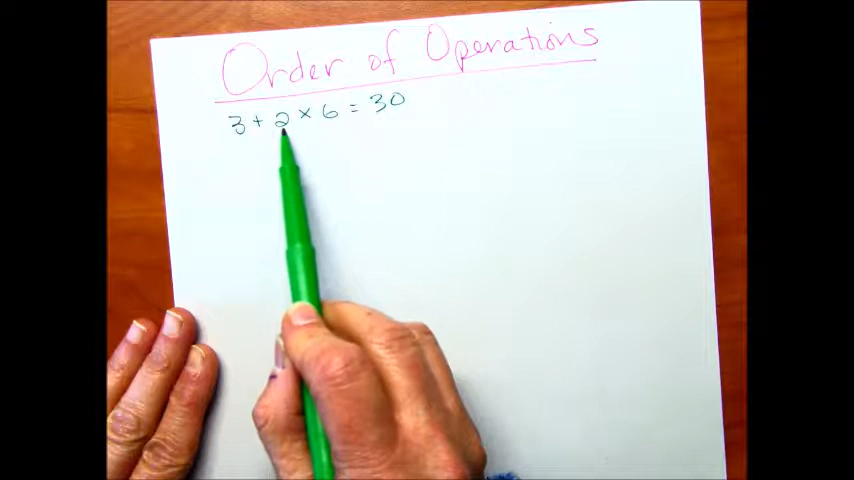 Order of Operations
3 + 2 × 6 = 30